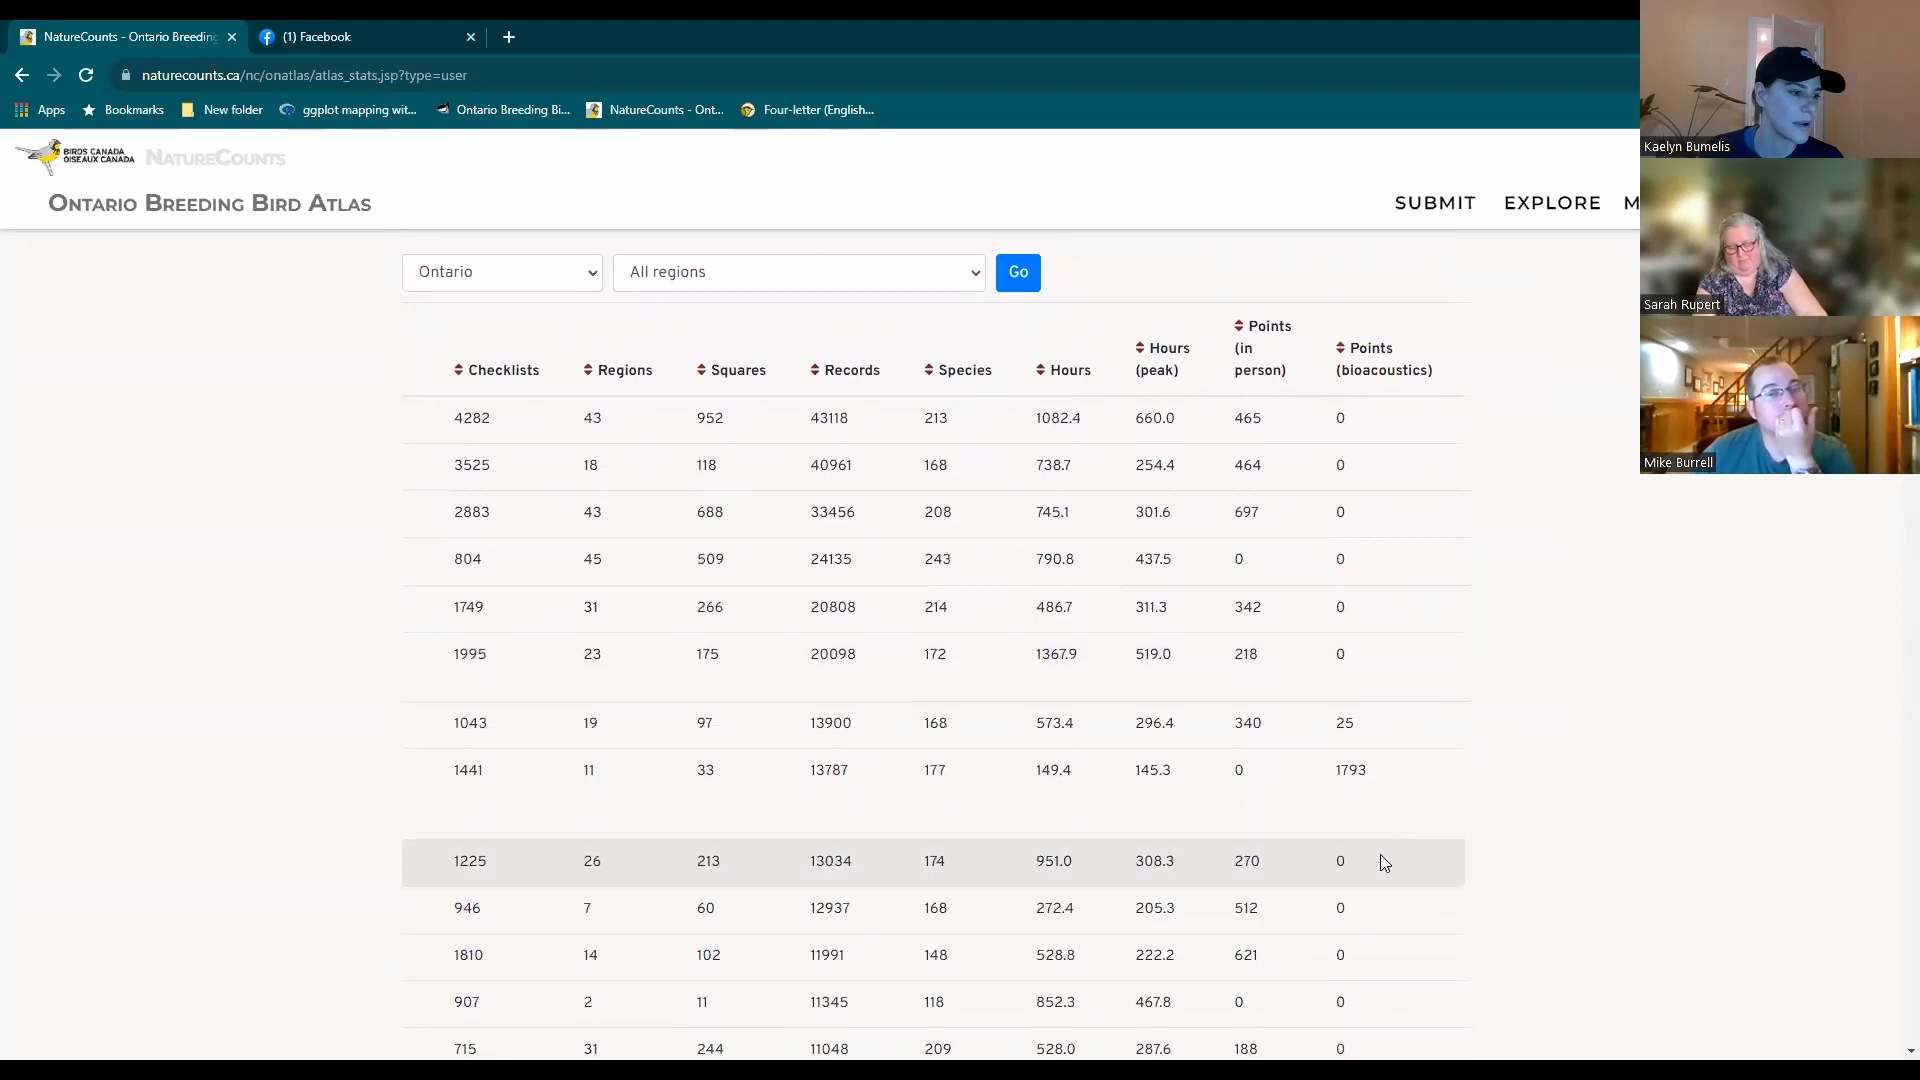 NatureCounts - Ontario Breeding
(1) Facebook
naturecounts.ca/nc/onatlas/atlas_stats.jsp?type=user
Apps Bookmarks New folder ggplot mapping wit... Ontario Breeding Bi... NatureCounts - Ont... Four-letter (English...
BIRDS CANADA
OISEAUX CANADA
NATURECOUNTS
ONTARIO BREEDING BIRD ATLAS
SUBMIT EXPLORE M
Kaelyn Bumelis
Sarah Rupert
Mike Burrell
Ontario All regions Go
Checklists Regions Squares Records Species Hours Hours (peak) Points (in person) Points (bioacoustics)
4282 43 952 43118 213 1082.4 660.0 465 0
3525 18 118 40961 168 738.7 254.4 464 0
2883 43 688 33456 208 745.1 301.6 697 0
804 45 509 24135 243 790.8 437.5 0 0
1749 31 266 20808 214 486.7 311.3 342 0
1995 23 175 20098 172 1367.9 519.0 218 0
1043 19 97 13900 168 573.4 296.4 340 25
1441 11 33 13787 177 149.4 145.3 0 1793
1225 26 213 13034 174 951.0 308.3 270 0
946 7 60 12937 168 272.4 205.3 512 0
1810 14 102 11991 148 528.8 222.2 621 0
907 2 11 11345 118 852.3 467.8 0 0
715 31 244 11048 209 528.0 287.6 188 0